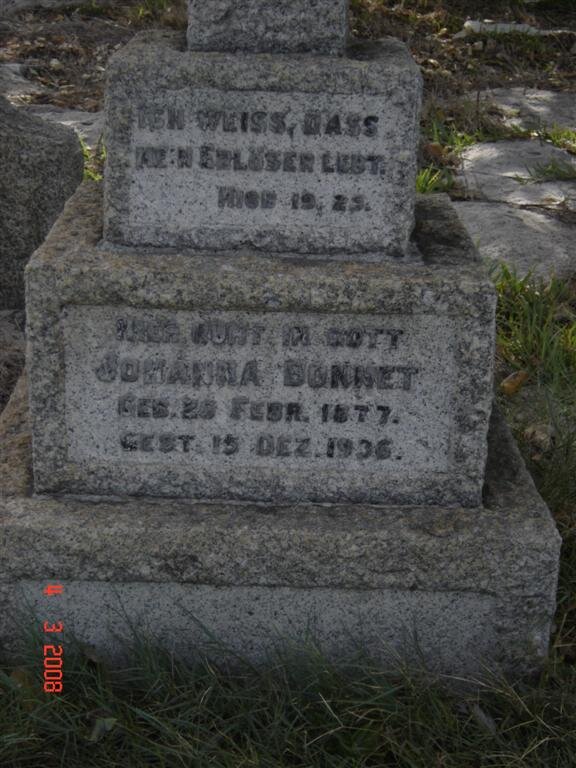 ICH WEISS, DASS
MEIN ERLÖSER LEBT.
HIOB 19. 25.
HIER RUHT IN GOTT
JOHANNA BONNET
GEB. 26 FEBR. 1877.
GEST. 15 DEZ. 1936.
4 3 2008